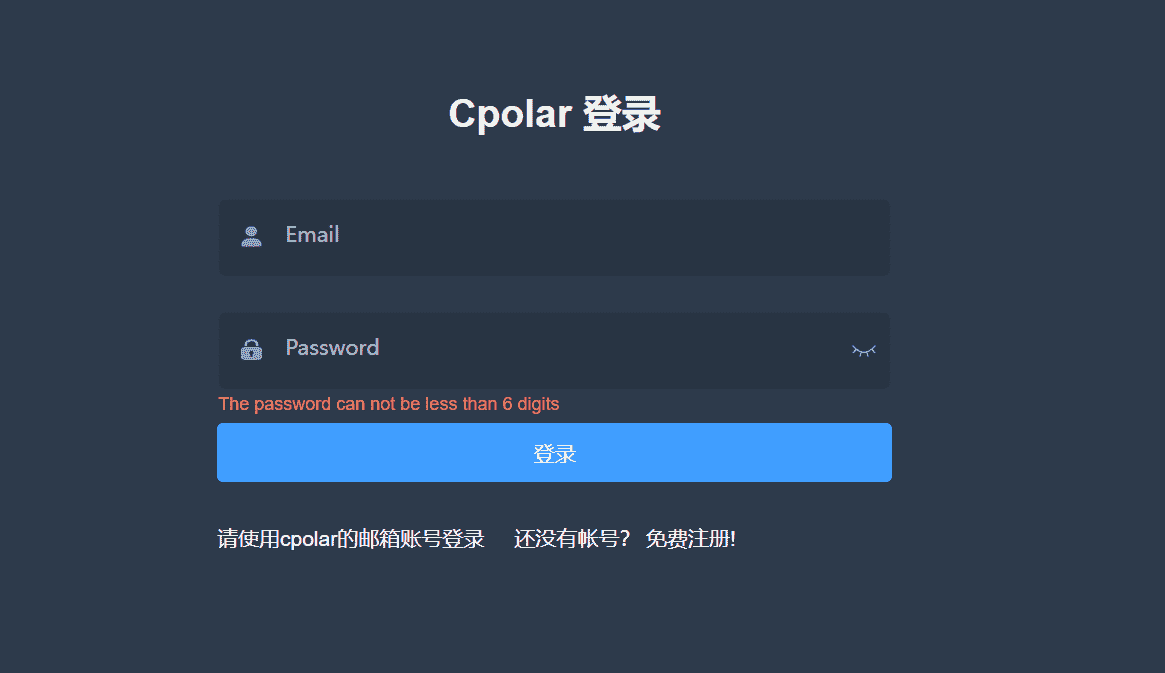 Cpolar 登录
Email
Password
The password can not be less than 6 digits
登录
请使用cpolar的邮箱账号登录 还没有帐号? 免费注册!